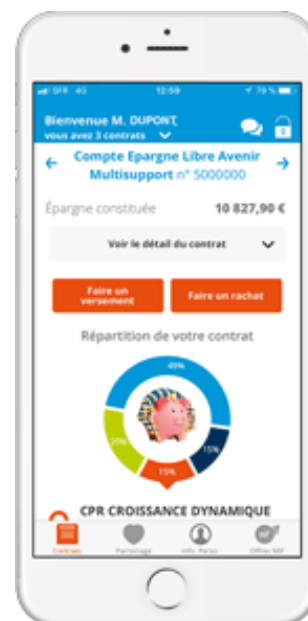 SFR 4G 12:59 79 %
Bienvenue M. DUPONT,
vous avez 3 contrats
Compte Epargne Libre Avenir
Multisupport n° 5000000
Épargne constituée 10 827,90 €
Voir le détail du contrat
Faire un
versement
Faire un rachat
Répartition de votre contrat
49%
20%
15%
15%
CPR CROISSANCE DYNAMIQUE
Contrats Parrainage Info. Perso. Offres MIF